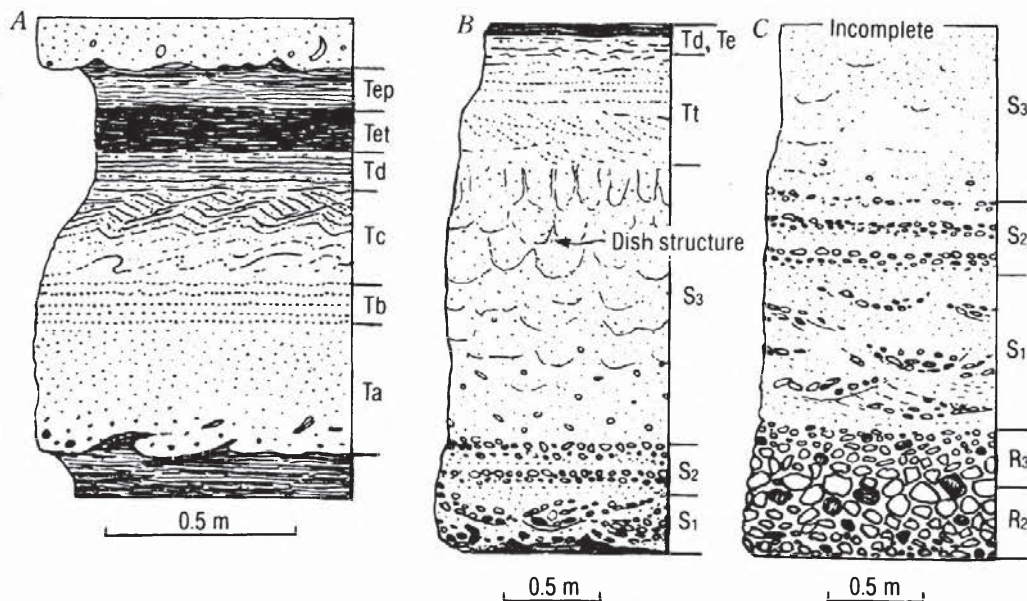 A
Tep
Tet
Td
Tc
Tb
Ta
0.5 m
B
Td, Te
Tt
Dish structure
S3
S2
S1
0.5 m
C
Incomplete
S3
S2
S1
R3
R2
0.5 m